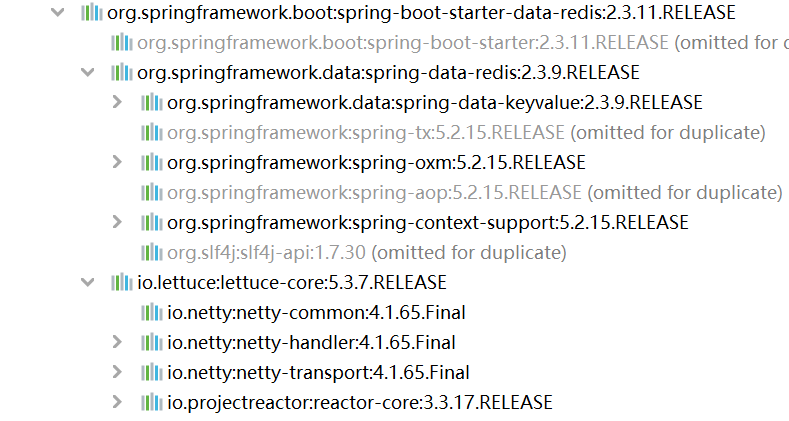 org.springframework.boot:spring-boot-starter-data-redis:2.3.11.RELEASE
org.springframework.boot:spring-boot-starter:2.3.11.RELEASE (omitted for
org.springframework.data:spring-data-redis:2.3.9.RELEASE
org.springframework.data:spring-data-keyvalue:2.3.9.RELEASE
org.springframework:spring-tx:5.2.15.RELEASE (omitted for duplicate)
org.springframework:spring-oxm:5.2.15.RELEASE
org.springframework:spring-aop:5.2.15.RELEASE (omitted for duplicate)
org.springframework:spring-context-support:5.2.15.RELEASE
org.slf4j:slf4j-api:1.7.30 (omitted for duplicate)
io.lettuce:lettuce-core:5.3.7.RELEASE
io.netty:netty-common:4.1.65.Final
io.netty:netty-handler:4.1.65.Final
io.netty:netty-transport:4.1.65.Final
io.projectreactor:reactor-core:3.3.17.RELEASE